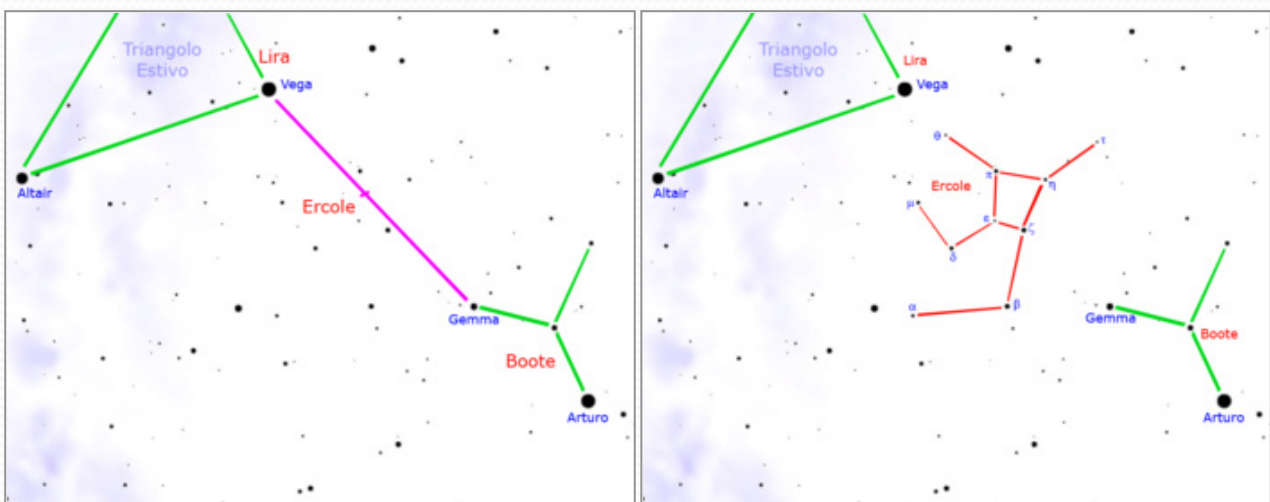 Triangolo
Estivo
Lira
Vega
Altair
Ercole
Gemma
Boote
Arturo
Triangolo
Estivo
Lira
Vega
θ
τ
π
η
Altair
Ercole
μ
ε
ζ
δ
α
β
Gemma
Boote
Arturo